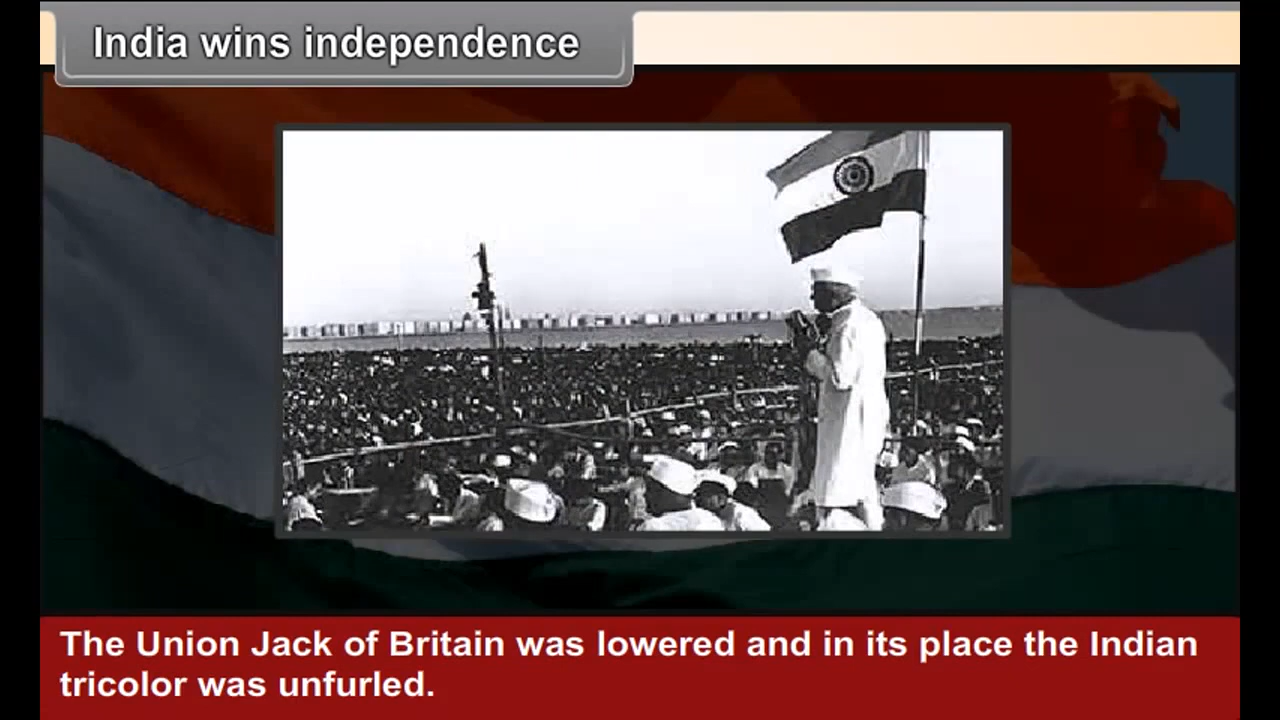 India wins independence
The Union Jack of Britain was lowered and in its place the Indian
tricolor was unfurled.